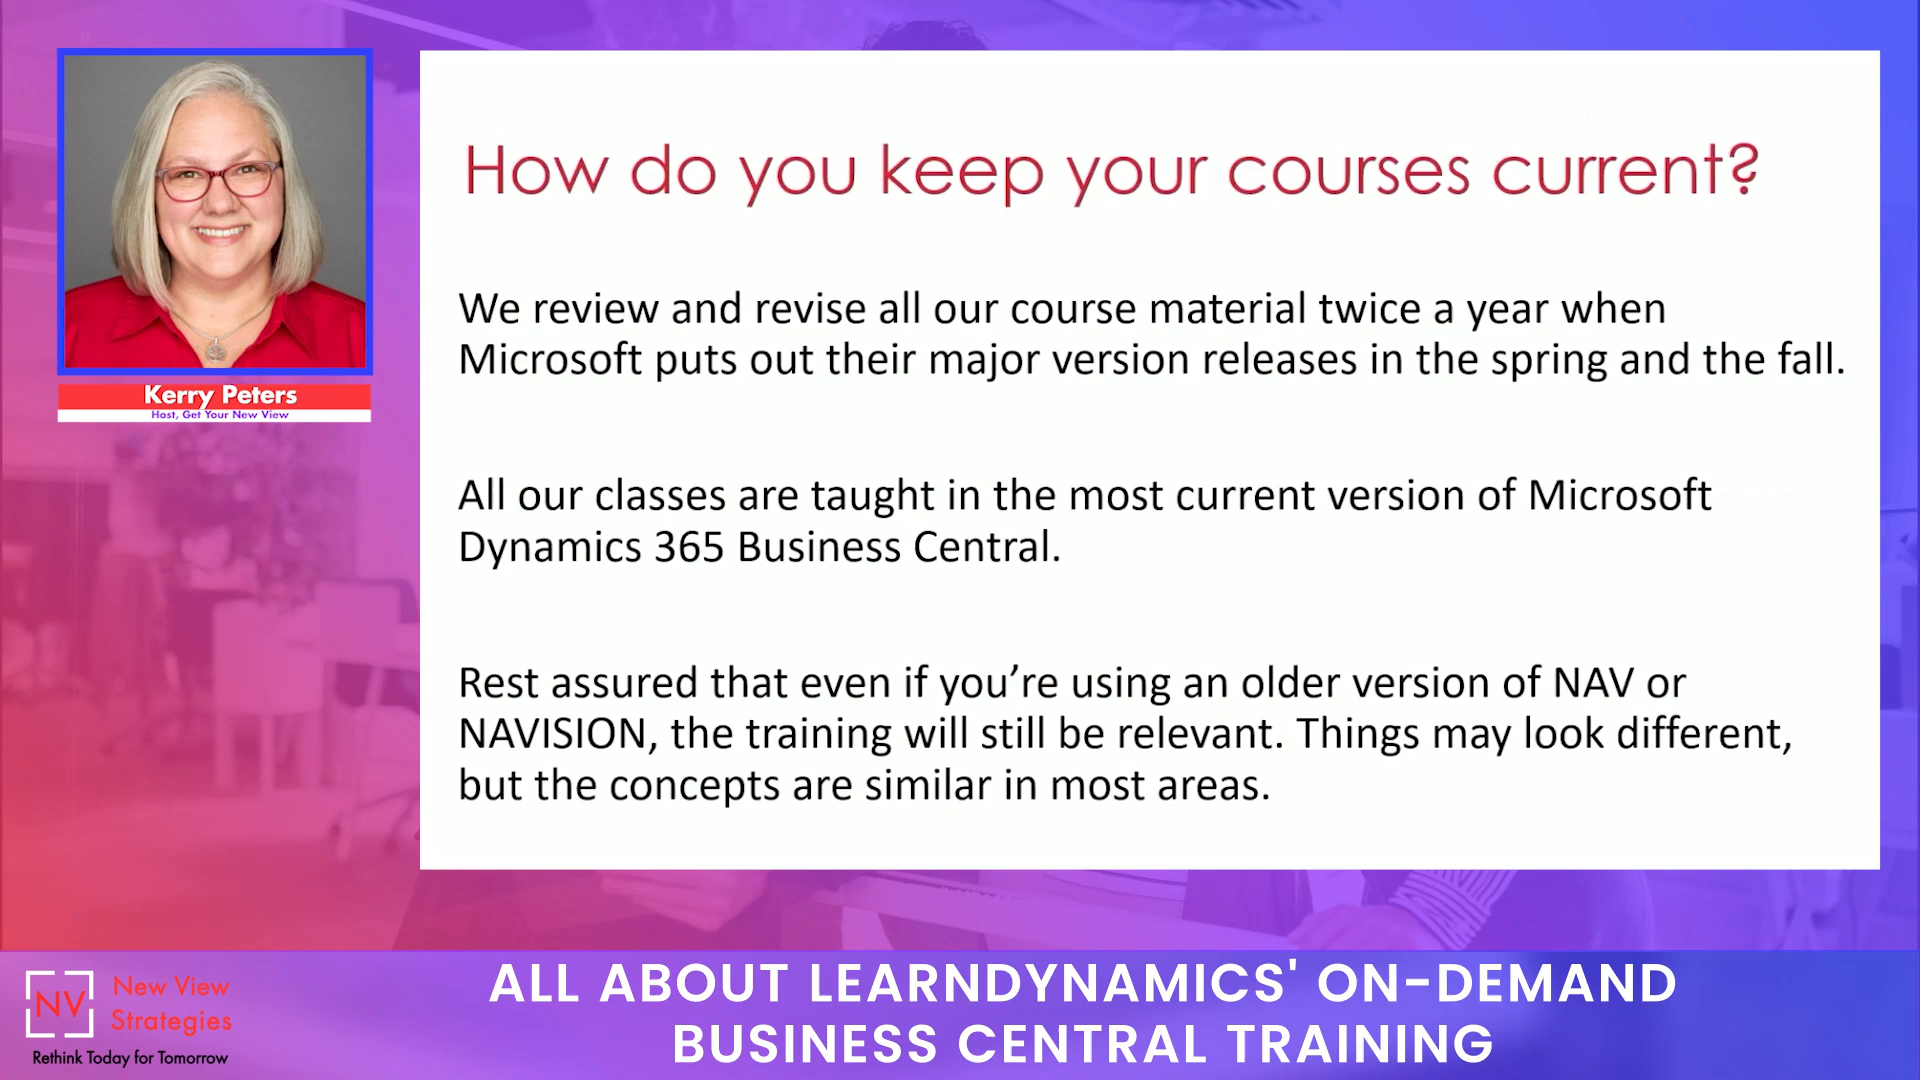 Kerry Peters
Host, Get Your New View
How do you keep your courses current?
We review and revise all our course material twice a year when
Microsoft puts out their major version releases in the spring and the fall.
All our classes are taught in the most current version of Microsoft
Dynamics 365 Business Central.
Rest assured that even if you’re using an older version of NAV or
NAVISION, the training will still be relevant. Things may look different,
but the concepts are similar in most areas.
NV
New View
Strategies
Rethink Today for Tomorrow
ALL ABOUT LEARNDYNAMICS' ON-DEMAND
BUSINESS CENTRAL TRAINING